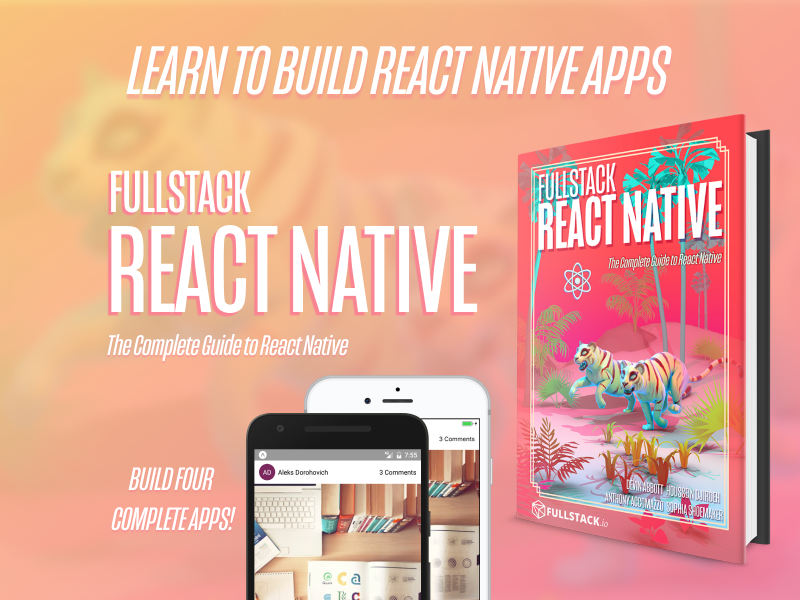 LEARN TO BUILD REACT NATIVE APPS
FULLSTACK
REACT NATIVE
The Complete Guide to React Native
BUILD FOUR
COMPLETE APPS!
3 Comments
7:55
AD Aleks Dorohovich 3 Comments
FULLSTACK
REACT NATIVE
The Complete Guide to React Native
DEVIN ABBOTT HOUSSEIN DJIRDEH
ANTHONY ACCOMAZZO SOPHIA SHOEMAKER
FULLSTACK.io